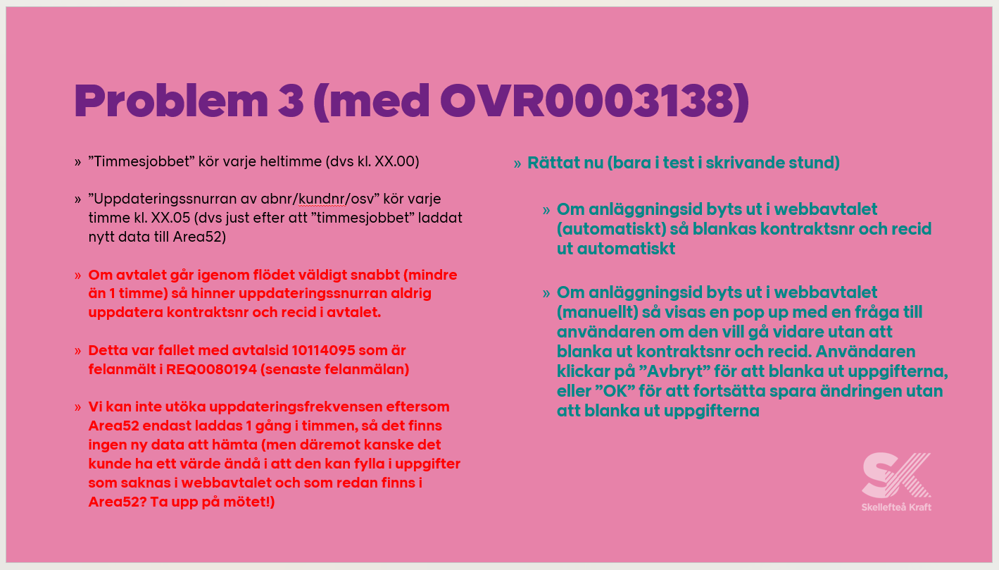 Problem 3 (med OVR0003138)
» ”Timmesjobbet” kör varje heltimme (dvs kl. XX.00)
» ”Uppdateringssnurran av abnr/kundnr/osv” kör varje
timme kl. XX.05 (dvs just efter att ”timmesjobbet” laddat
nytt data till Area52)
» Om avtalet går igenom flödet väldigt snabbt (mindre
än 1 timme) så hinner uppdateringssnurran aldrig
uppdatera kontraktsnr och recid i avtalet.
» Detta var fallet med avtalsid 10114095 som är
felanmält i REQ0080194 (senaste felanmälan)
» Vi kan inte utöka uppdateringsfrekvensen eftersom
Area52 endast laddas 1 gång i timmen, så det finns
ingen ny data att hämta (men däremot kanske det
kunde ha ett värde ändå i att den kan fylla i uppgifter
som saknas i webbavtalet och som redan finns i
Area52? Ta upp på mötet!)
» Rättat nu (bara i test i skrivande stund)
» Om anläggningsid byts ut i webbavtalet
(automatiskt) så blankas kontraktsnr och recid
ut automatiskt
» Om anläggningsid byts ut i webbavtalet
(manuellt) så visas en pop up med en fråga till
användaren om den vill gå vidare utan att
blanka ut kontraktsnr och recid. Användaren
klickar på ”Avbryt” för att blanka ut uppgifterna,
eller ”OK” för att fortsätta spara ändringen utan
att blanka ut uppgifterna
SK
Skellefteå Kraft